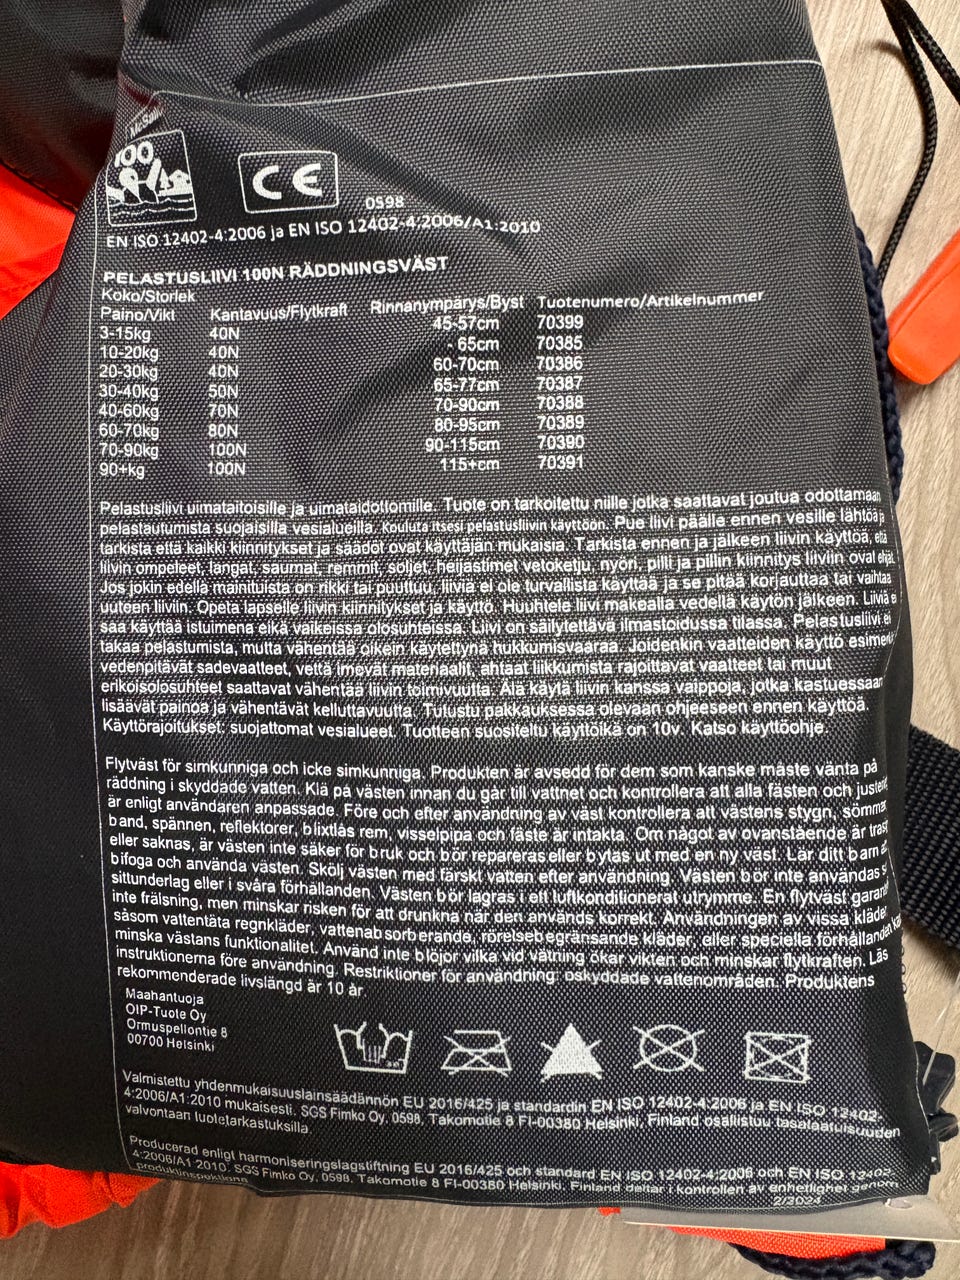 McSailor
100
CE
0598
EN ISO 12402-4:2006 ja EN ISO 12402-4:2006/A1:2010
PELASTUSLIIVI 100N RÄDDNINGSVÄST
Koko/Storlek
Paino/Vikt Kantavuus/Flytkraft Rinnanympärys/Byst Tuotenumero/Artikelnummer
3-15kg 40N 45-57cm 70399
10-20kg 40N - 65cm 70385
20-30kg 40N 60-70cm 70386
30-40kg 50N 65-77cm 70387
40-60kg 70N 70-90cm 70388
60-70kg 80N 80-95cm 70389
70-90kg 100N 90-115cm 70390
90+kg 100N 115+cm 70391
Pelastusliivi uimataitoisille ja uimataidottomille. Tuote on tarkoitettu niille jotka saattavat joutua odottamaan
pelastautumista suojaisilla vesialueilla. Kouluta itsesi pelastusliivin käyttöön. Pue liivi päälle ennen vesille lähtöä ja
tarkista että kaikki kiinnitykset ja säädöt ovat käyttäjän mukaisia. Tarkista ennen ja jälkeen liivin käyttöä, että
liivin ompeleet, langat, saumat, remmit, soljet, heijastimet vetoketju, nyöri, pilli ja pillin kiinnitys liiviin ovat ehjät.
Jos jokin edellä mainituista on rikki tai puuttuu, liiviä ei ole turvallista käyttää ja se pitää korjauttaa tai vaihtaa
uuteen liiviin. Opeta lapselle liivin kiinnitykset ja käyttö. Huuhtele liivi makealla vedellä käytön jälkeen. Liiviä ei
saa käyttää istuimena eikä vaikeissa olosuhteissa. Liivi on säilytettävä ilmastoidussa tilassa. Pelastusliivi ei
takaa pelastumista, mutta vähentää oikein käytettynä hukkumisvaaraa. Joidenkin vaatteiden käyttö esimerk
vedenpitävät sadevaatteet, vettä imevät materiaalit, ahtaat liikkumista rajoittavat vaatteet tai muut
erikoisolosuhteet saattavat vähentää liivin toimivuutta. Älä käytä liivin kanssa vaippoja, jotka kastuessaan
lisäävät painoa ja vähentävät kelluttavuutta. Tutustu pakkauksessa olevaan ohjeeseen ennen käyttöä.
Käyttörajoitukset: suojattomat vesialueet. Tuotteen suositeltu käyttöikä on 10v. Katso käyttöohje.
Flytväst för simkunniga och icke simkunniga. Produkten är avsedd för dem som kanske måste vänta på
räddning i skyddade vatten. Klä på västen innan du går till vattnet och kontrollera att alla fästen och justering
är enligt användaren anpassade. Före och efter användning av väst kontrollera att västens stygn, sömmar
band, spännen, reflektorer, blixtlås rem, visselpipa och fäste är intakta. Om något av ovanstående är trasi
eller saknas, är västen inte säker för bruk och bör repareras eller bytas ut med en ny väst. Lär ditt barn at
bifoga och använda västen. Skölj västen med färskt vatten efter användning. Västen bör inte användas s
sittunderlag eller i svåra förhållanden. Västen bör lagras i ett luftkonditionerat utrymme. En flytväst garante
inte frälsning, men minskar risken för att drunkna när den används korrekt. Användningen av vissa kläder
såsom vattentäta regnkläder, vattenabsorberande, rörelsebegränsande kläder, eller speciella förhållanden ka
minska västans funktionalitet. Använd inte blöjor vilka vid vätning ökar vikten och minskar flytkraften. Läs
instruktionerna före användning. Restriktioner för användning: oskyddade vattenområden. Produktens
rekommenderade livslängd är 10 år.
Maahantuoja
OIP-Tuote Oy
Ormuspellontie 8
00700 Helsinki
Valmistettu yhdenmukaisuuslainsäädännön EU 2016/425 ja standardin EN ISO 12402-4:2006 ja EN ISO 12402-
4:2006/A1:2010 mukaisesti. SGS Fimko Oy, 0598, Takomotie 8 FI-00380 Helsinki, Finland osallistuu tasalaatuisuuden
valvontaan tuotetarkastuksilla.
Producerad enligt harmoniseringslagstiftning EU 2016/425 och standard EN ISO 12402-4:2006 och EN ISO 12402-
4:2006/A1:2010. SGS Fimko Oy, 0598, Takomotie 8 FI-00380 Helsinki, Finland deltar i kontrollen av enhetlighet genom
produktinspektione
2/2024